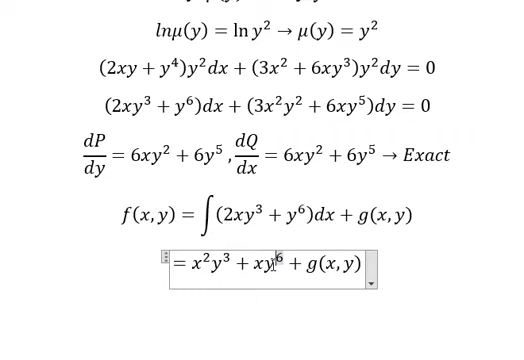 lnμ(y) = ln y² → μ(y) = y²
(2xy + y⁴)y²dx + (3x² + 6xy³)y²dy = 0
(2xy³ + y⁶)dx + (3x²y² + 6xy⁵)dy = 0
dP/dy = 6xy² + 6y⁵ , dQ/dx = 6xy² + 6y⁵ → Exact
f(x, y) = ∫(2xy³ + y⁶)dx + g(x, y)
= x²y³ + xy⁶ + g(x, y)